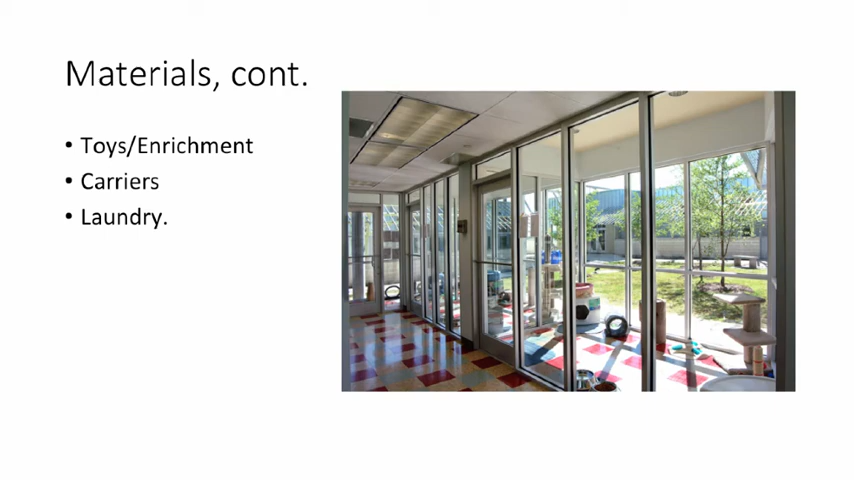 Materials, cont.
• Toys/Enrichment
• Carriers
• Laundry.